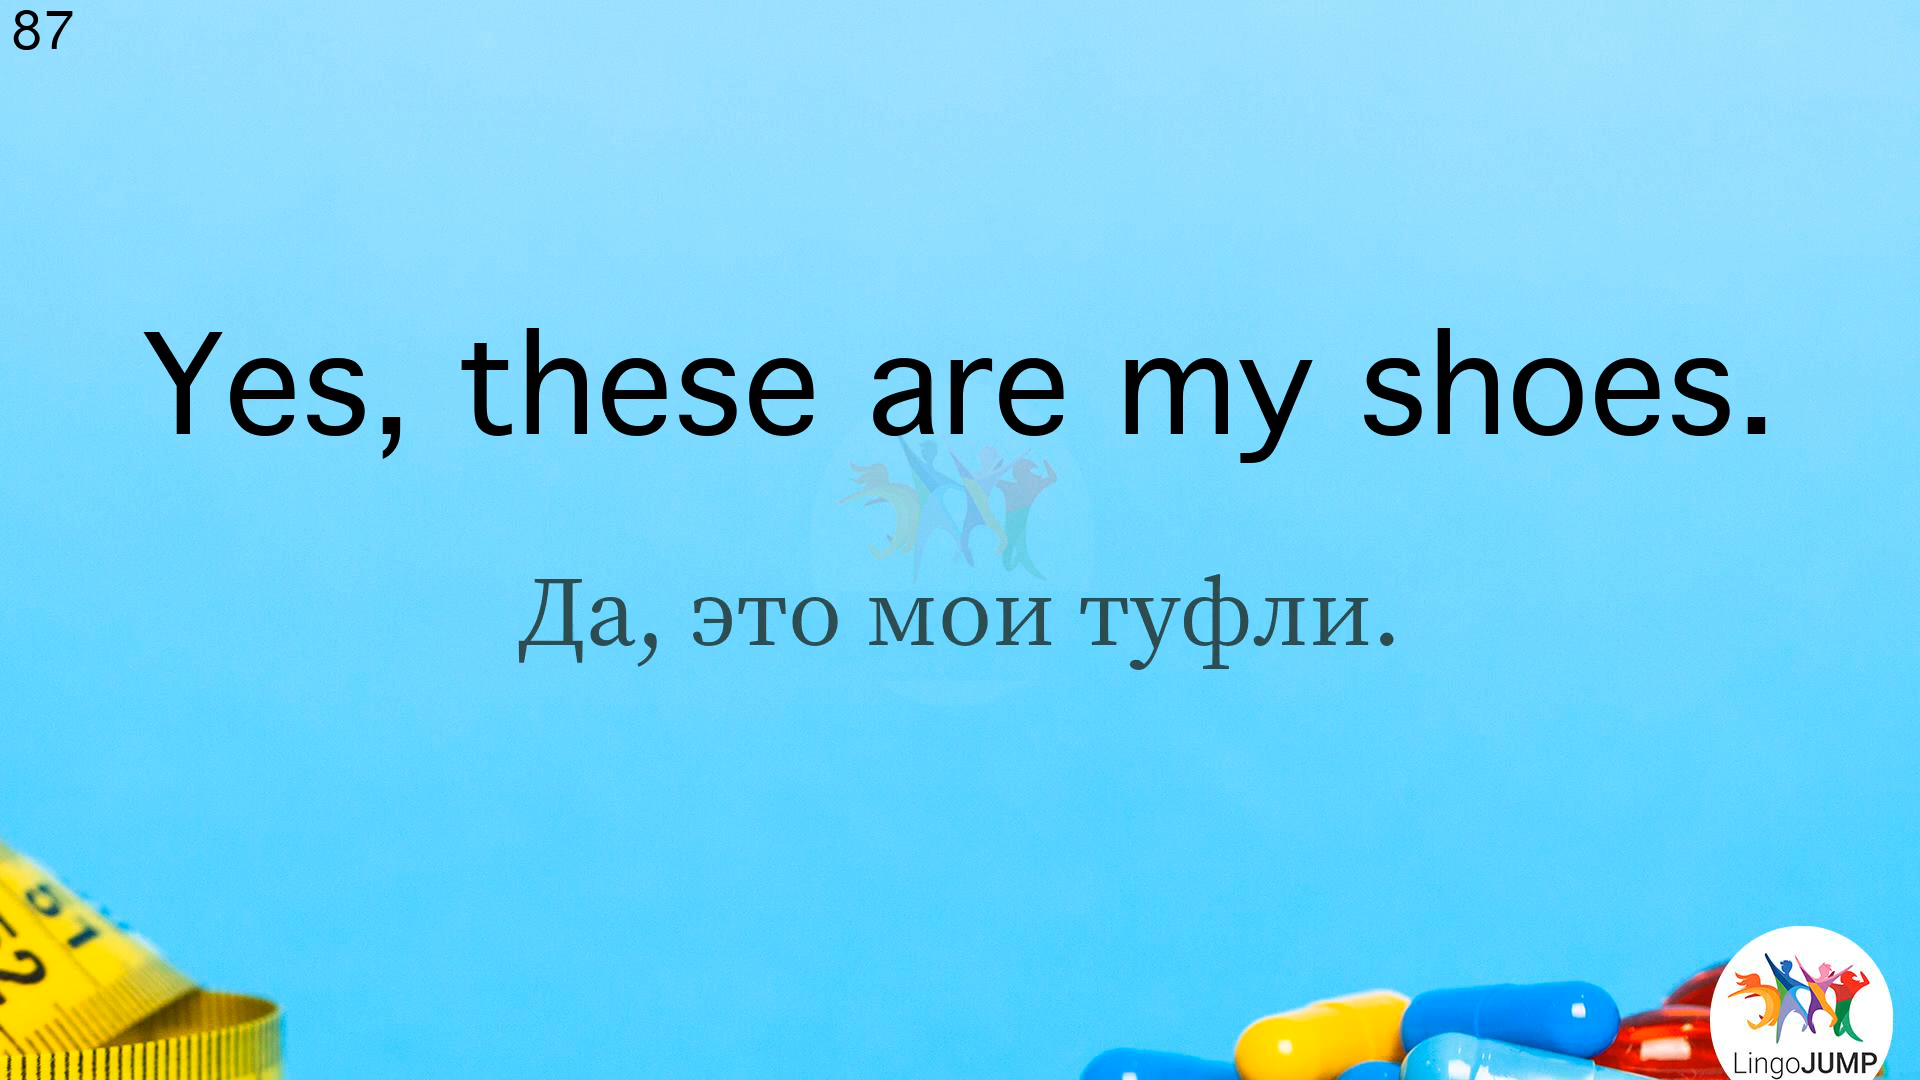 87
Yes, these are my shoes.
Да, это мои туфли.
LingoJUMP